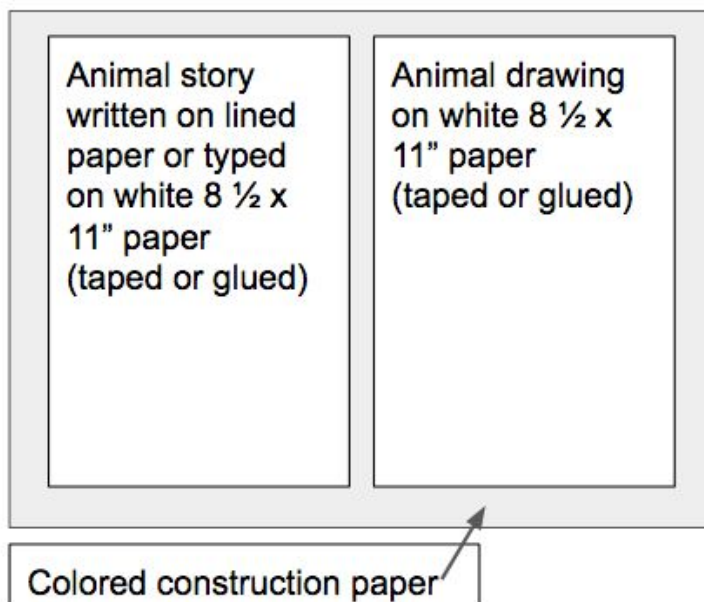 Animal story
written on lined
paper or typed
on white 8 ½ x
11” paper
(taped or glued)
Animal drawing
on white 8 ½ x
11” paper
(taped or glued)
Colored construction paper